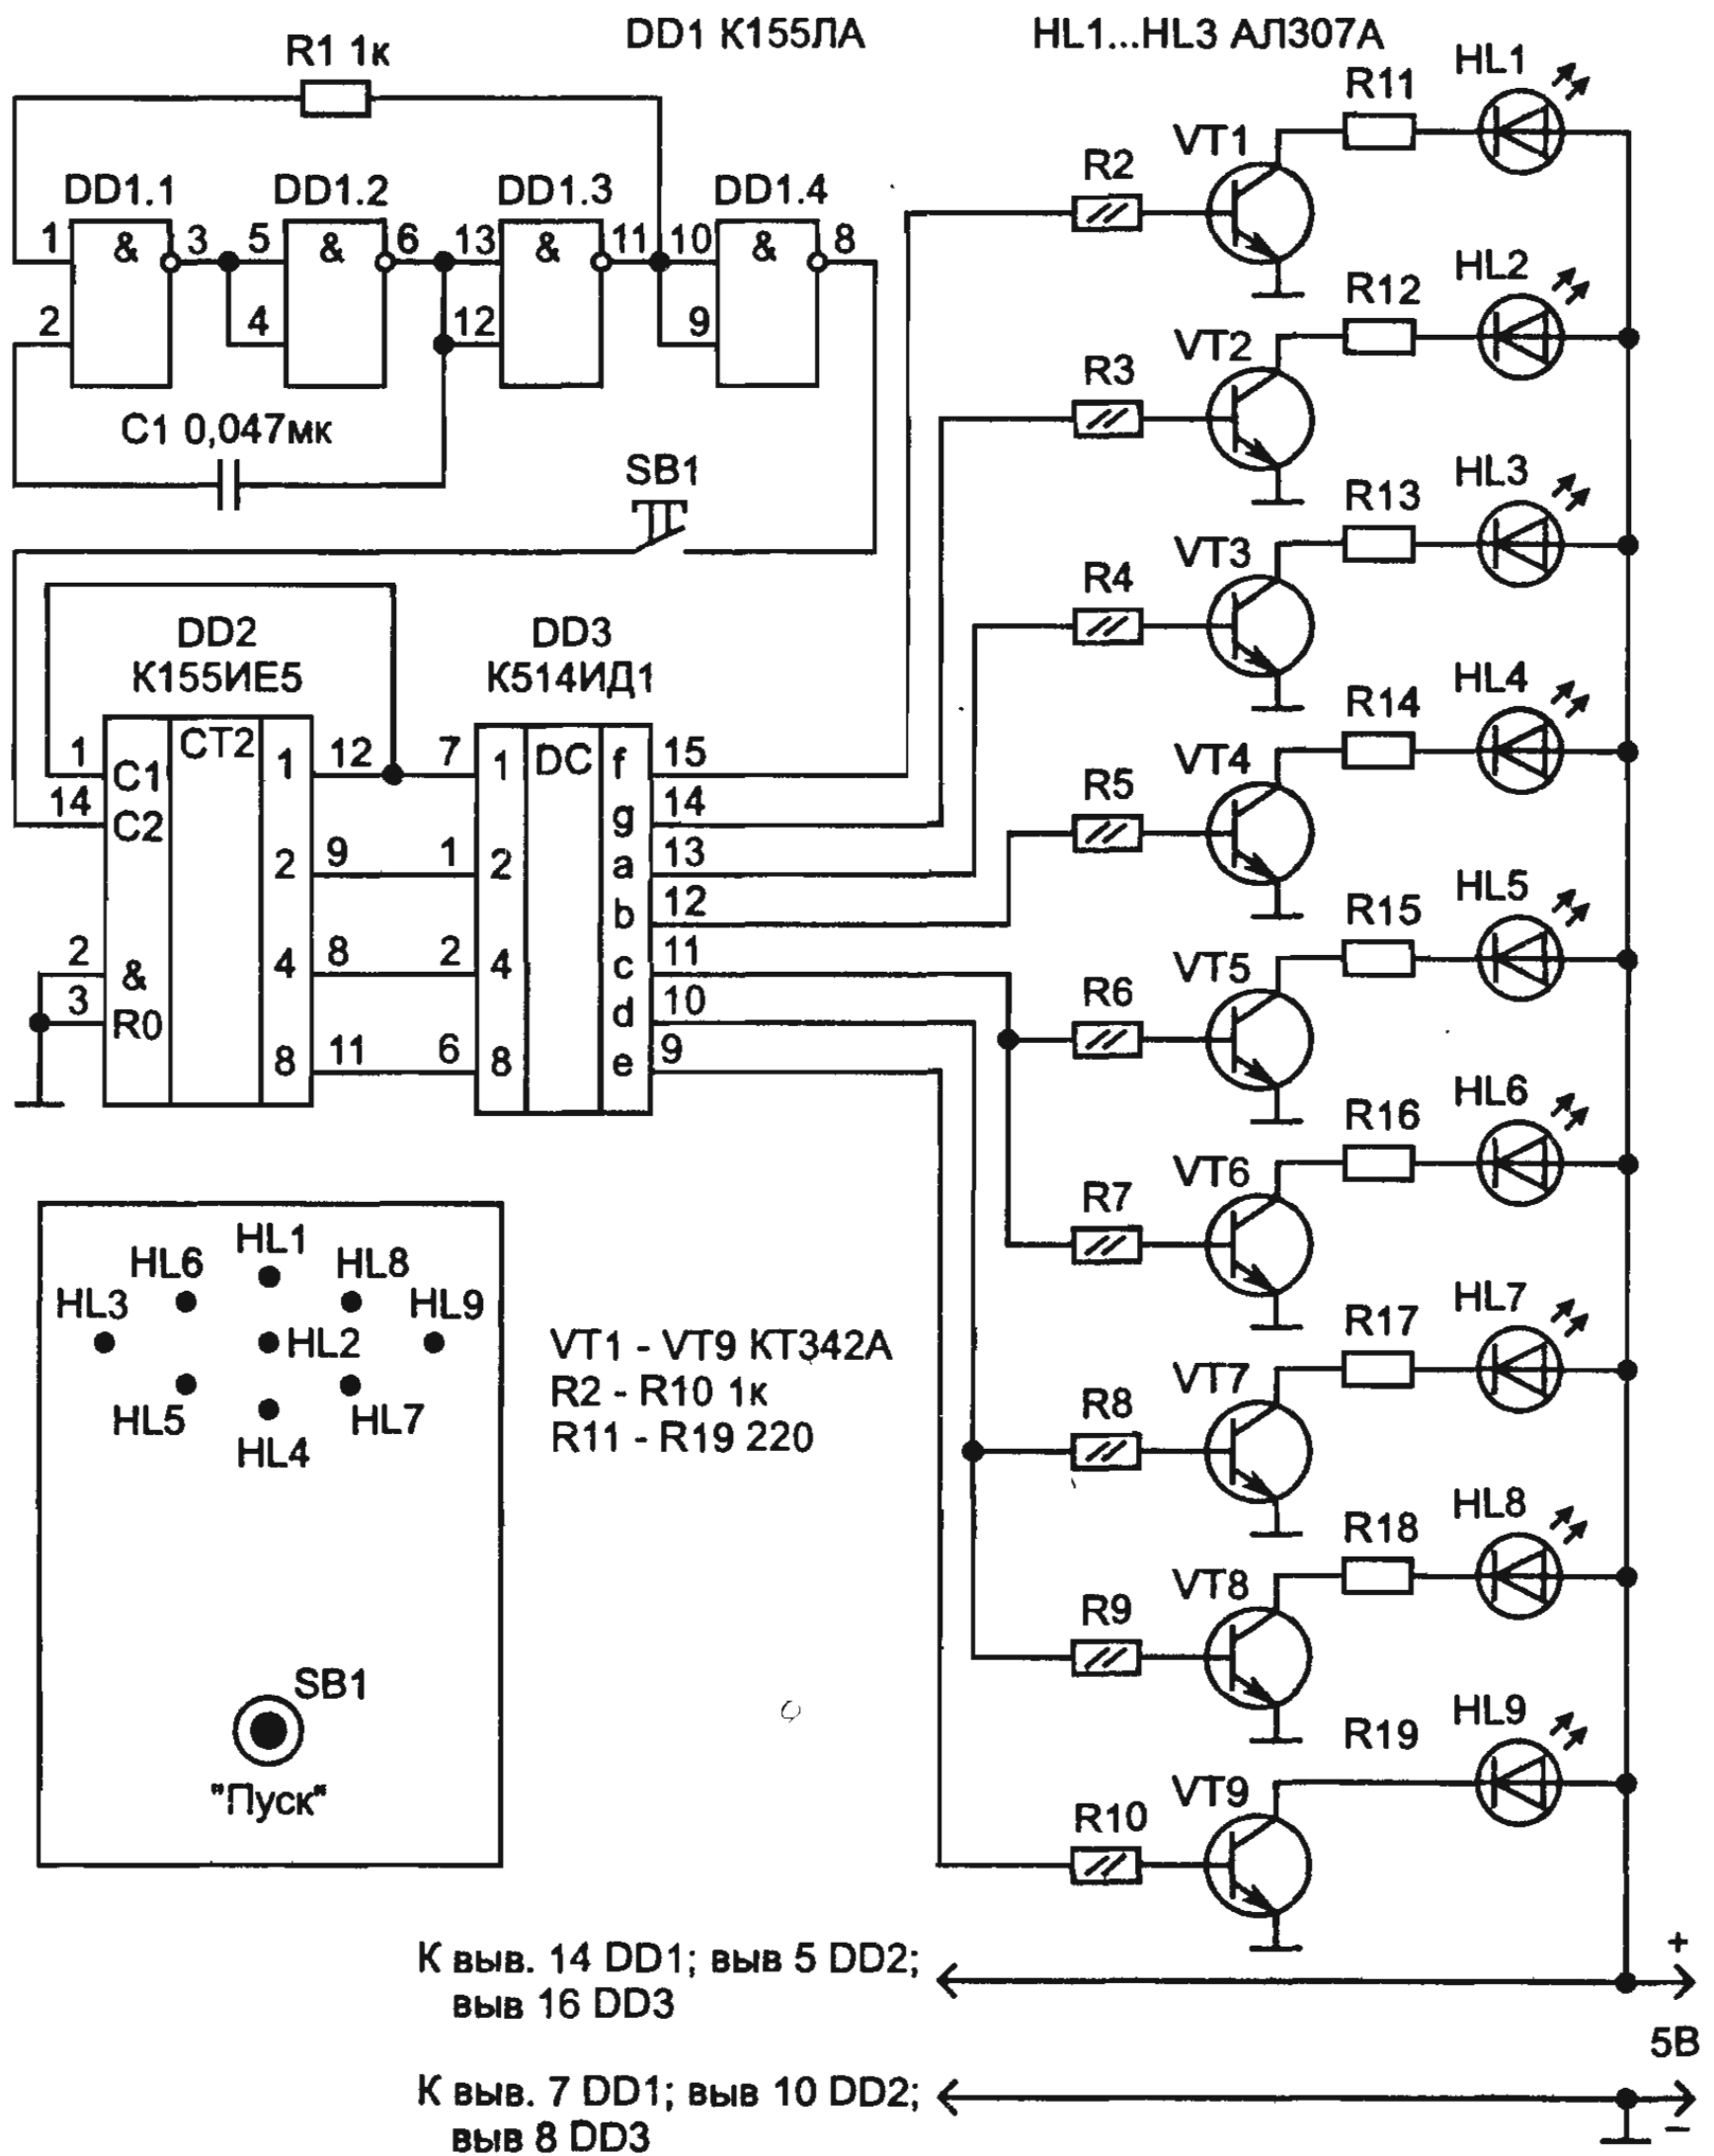 DD1 К155ЛА
HL1...HL3 АЛ307А
R1 1к
DD1.1
DD1.2
DD1.3
DD1.4
1
&
3
5
&
6
13
&
11
10
&
8
2
4
12
9
C1 0,047мк
SB1
DD2
К155ИЕ5
DD3
К514ИД1
1
C1
CT2
1
12
7
1
DC
f
15
14
C2
g
14
2
9
1
2
a
13
b
12
2
&
4
8
2
4
c
11
3
R0
d
10
8
11
6
8
e
9
R2
VT1
R11
HL1
R3
VT2
R12
HL2
R4
VT3
R13
HL3
R5
VT4
R14
HL4
R6
VT5
R15
HL5
R7
VT6
R16
HL6
R8
VT7
R17
HL7
R9
VT8
R18
HL8
R10
VT9
R19
HL9
HL1
HL6
HL8
HL3
HL9
HL2
HL5
HL7
HL4
SB1
"Пуск"
VT1 - VT9 КТ342А
R2 - R10 1к
R11 - R19 220
К выв. 14 DD1; выв 5 DD2;
выв 16 DD3
+
5В
К выв. 7 DD1; выв 10 DD2;
выв 8 DD3
–